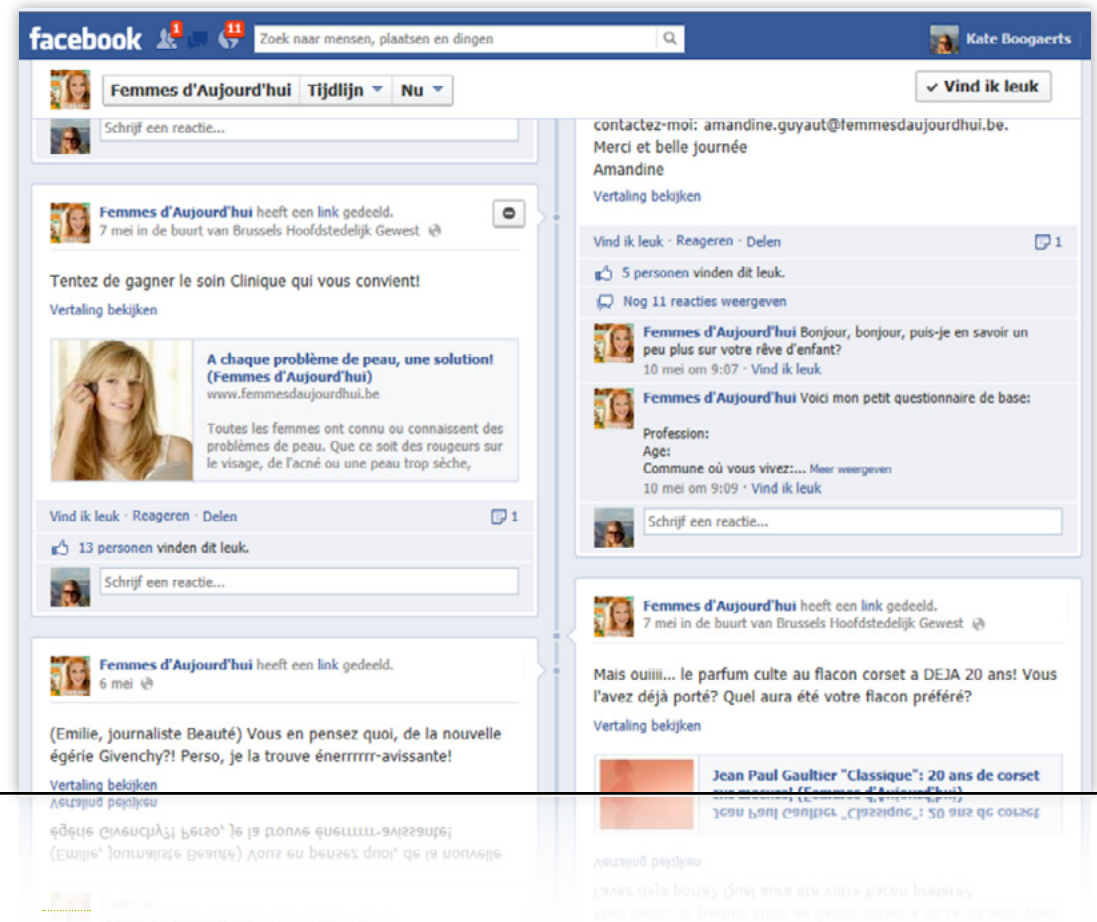 facebook
1
11
Zoek naar mensen, plaatsen en dingen
Kate Boogaerts
Femmes d'Aujourd'hui
Tijdlijn
Nu
Vind ik leuk
Schrijf een reactie...
Femmes d'Aujourd'hui heeft een link gedeeld.
7 mei in de buurt van Brussels Hoofdstedelijk Gewest
Tentez de gagner le soin Clinique qui vous convient!
Vertaling bekijken
A chaque problème de peau, une solution!
(Femmes d'Aujourd'hui)
www.femmesdaujourdhui.be
Toutes les femmes ont connu ou connaissent des
problèmes de peau. Que ce soit des rougeurs sur
le visage, de l'acné ou une peau trop sèche,
Vind ik leuk · Reageren · Delen
1
13 personen vinden dit leuk.
Schrijf een reactie...
Femmes d'Aujourd'hui heeft een link gedeeld.
6 mei
(Emilie, journaliste Beauté) Vous en pensez quoi, de la nouvelle
égérie Givenchy?! Perso, je la trouve énerrrrrr-avissante!
Vertaling bekijken
contactez-moi: amandine.guyaut@femmesdaujourdhui.be.
Merci et belle journée
Amandine
Vertaling bekijken
Vind ik leuk · Reageren · Delen
1
5 personen vinden dit leuk.
Nog 11 reacties weergeven
Femmes d'Aujourd'hui Bonjour, bonjour, puis-je en savoir un
peu plus sur votre rêve d'enfant?
10 mei om 9:07 · Vind ik leuk
Femmes d'Aujourd'hui Voici mon petit questionnaire de base:
Profession:
Age:
Commune où vous vivez:... Meer weergeven
10 mei om 9:09 · Vind ik leuk
Schrijf een reactie...
Femmes d'Aujourd'hui heeft een link gedeeld.
7 mei in de buurt van Brussels Hoofdstedelijk Gewest
Mais ouiiii... le parfum culte au flacon corset a DEJA 20 ans! Vous
l'avez déjà porté? Quel aura été votre flacon préféré?
Vertaling bekijken
Jean Paul Gaultier "Classique": 20 ans de corset
(Femmes d'Aujourd'hui)